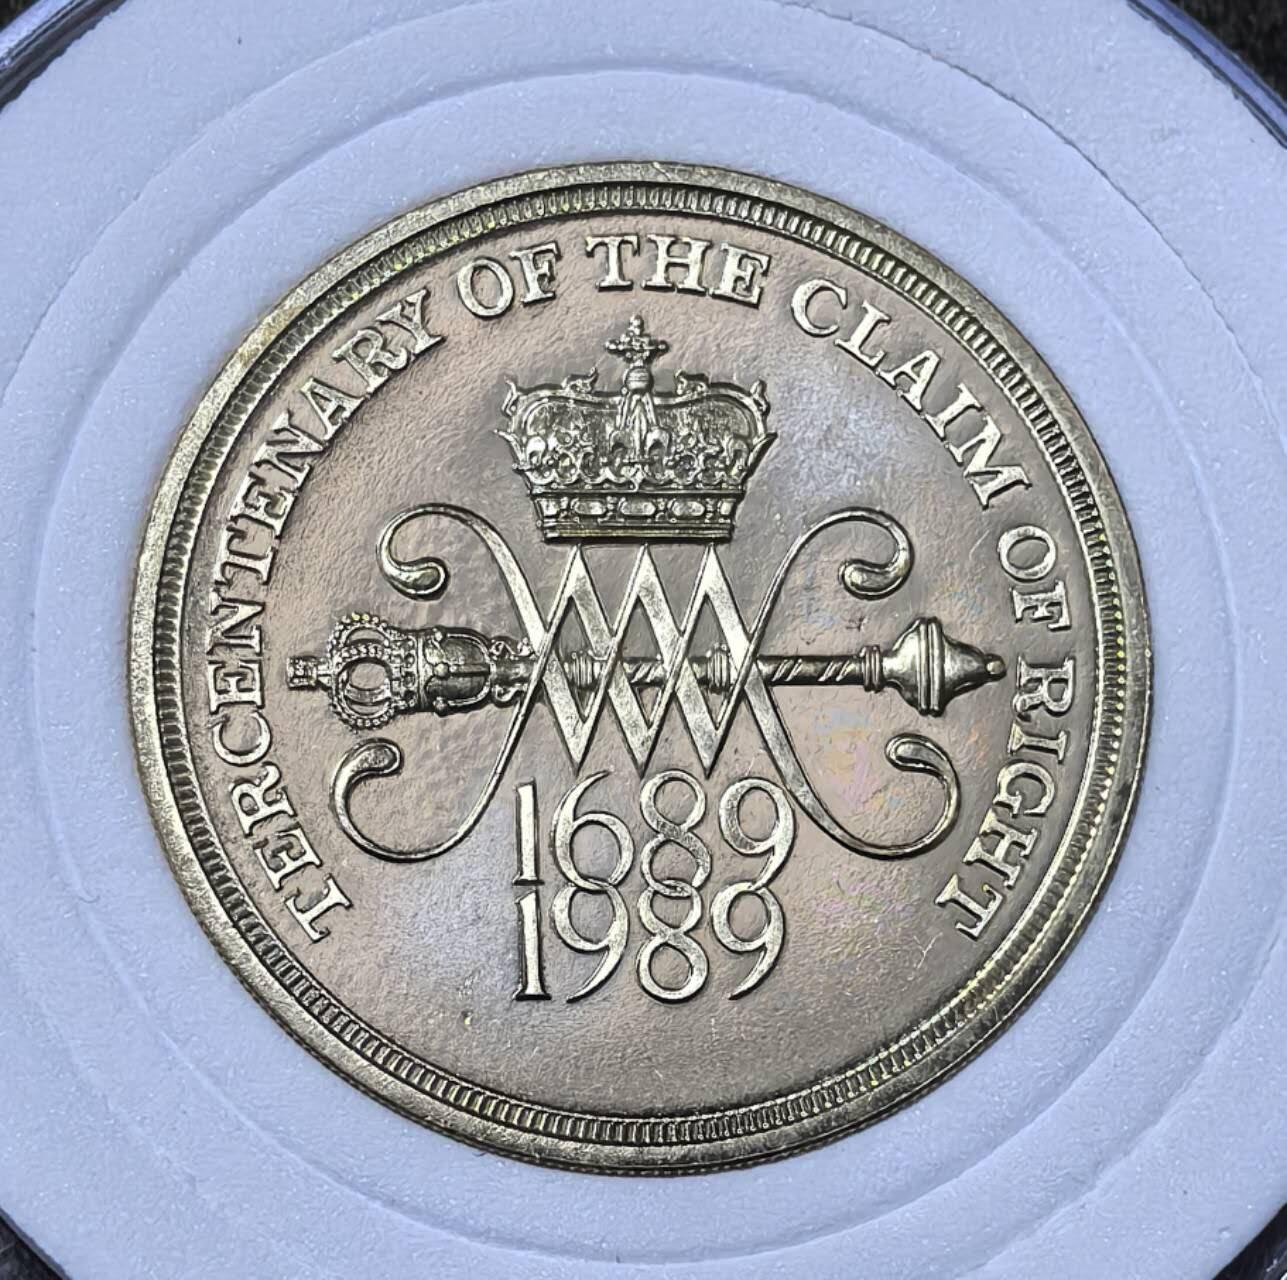 TERCENTENARY OF THE CLAIM OF RIGHT
1689
1989